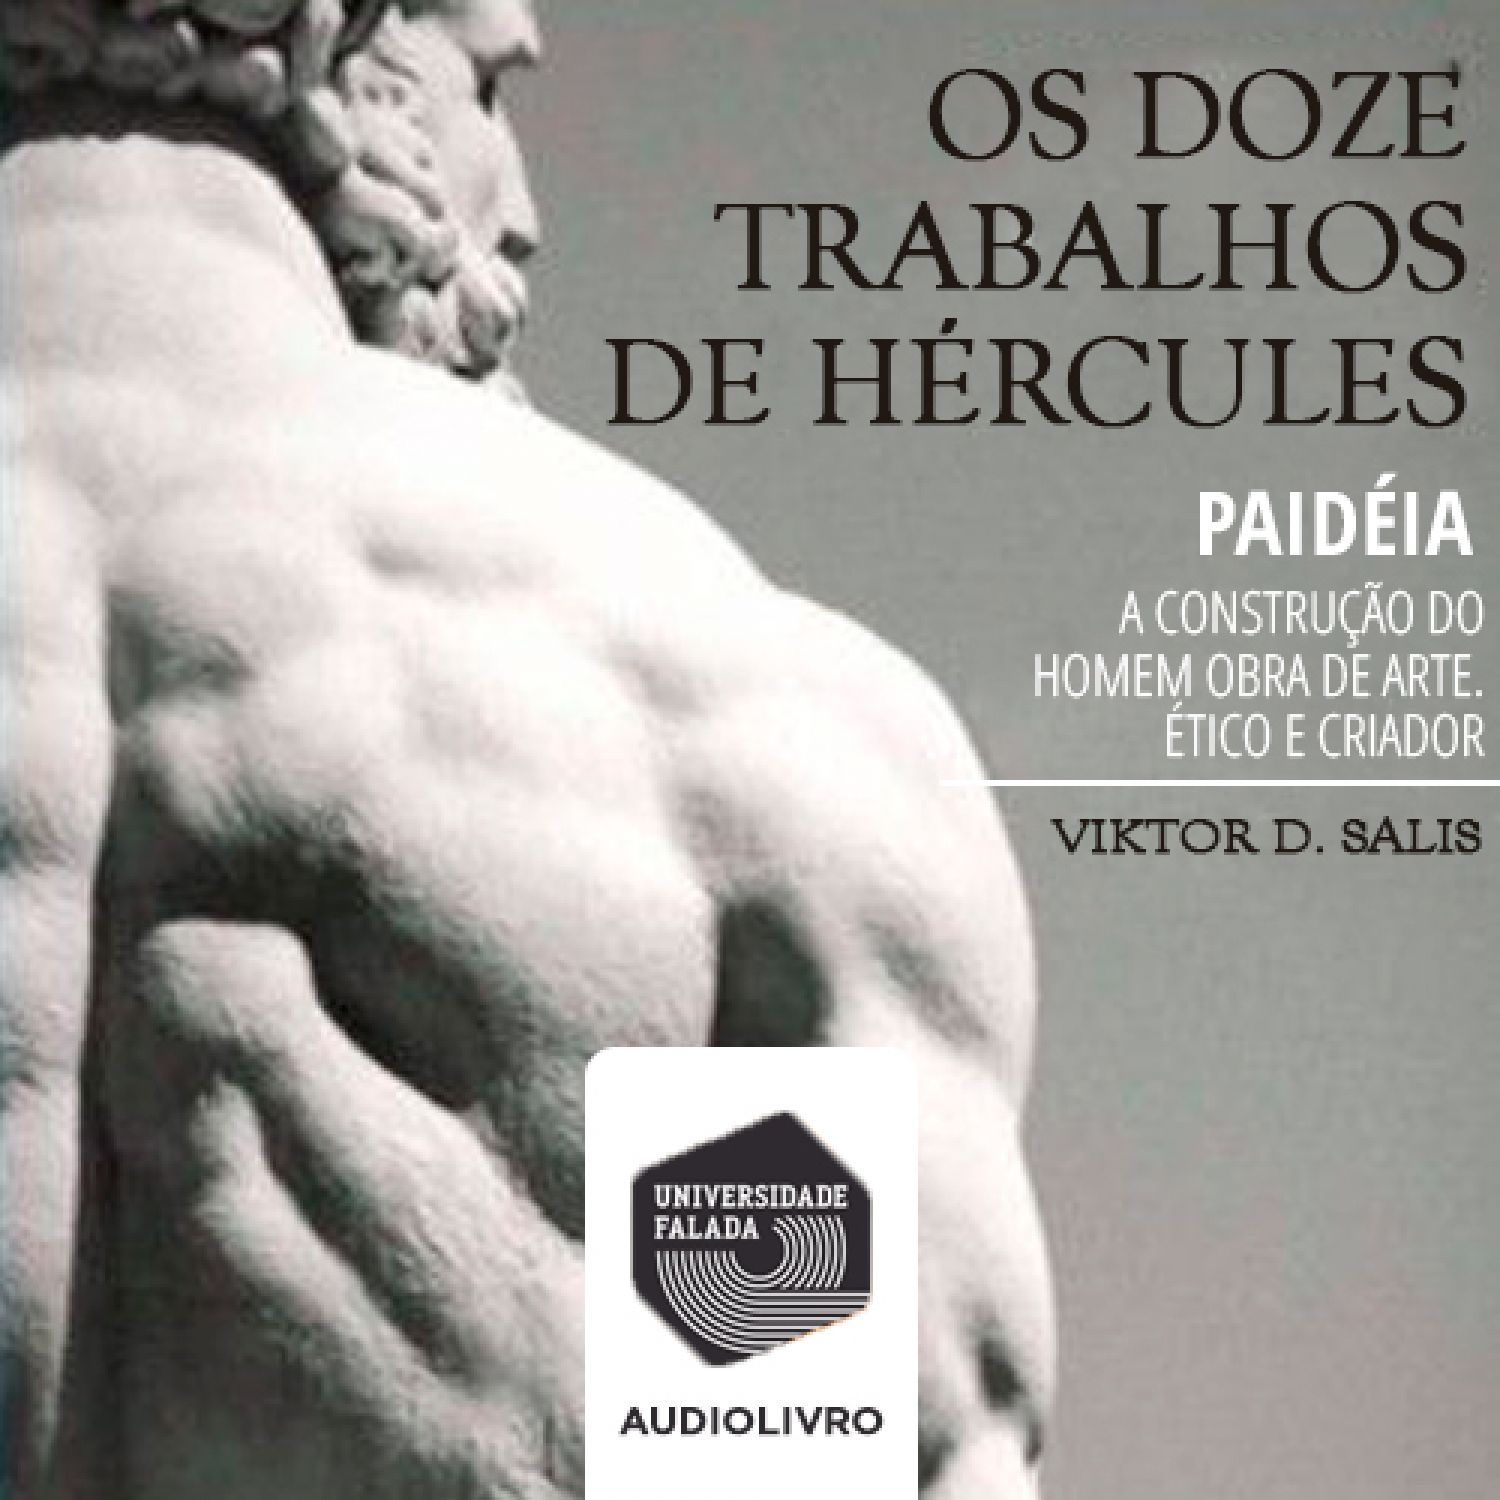 OS DOZE
TRABALHOS
DE HÉRCULES
PAIDÉIA
A CONSTRUÇÃO DO
HOMEM OBRA DE ARTE.
ÉTICO E CRIADOR
VIKTOR D. SALIS
UNIVERSIDADE
FALADA
AUDIOLIVRO